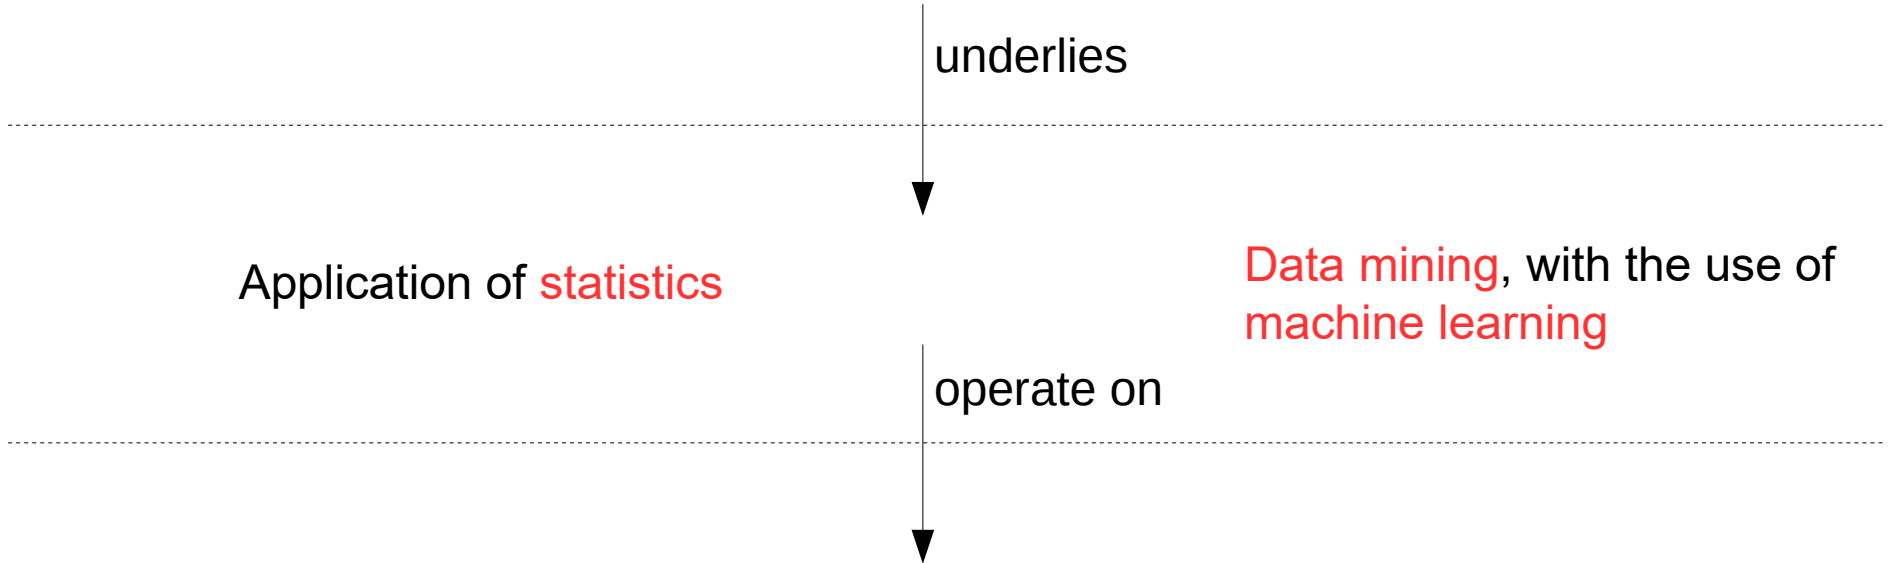 underlies
Application of statistics
Data mining, with the use of
machine learning
operate on